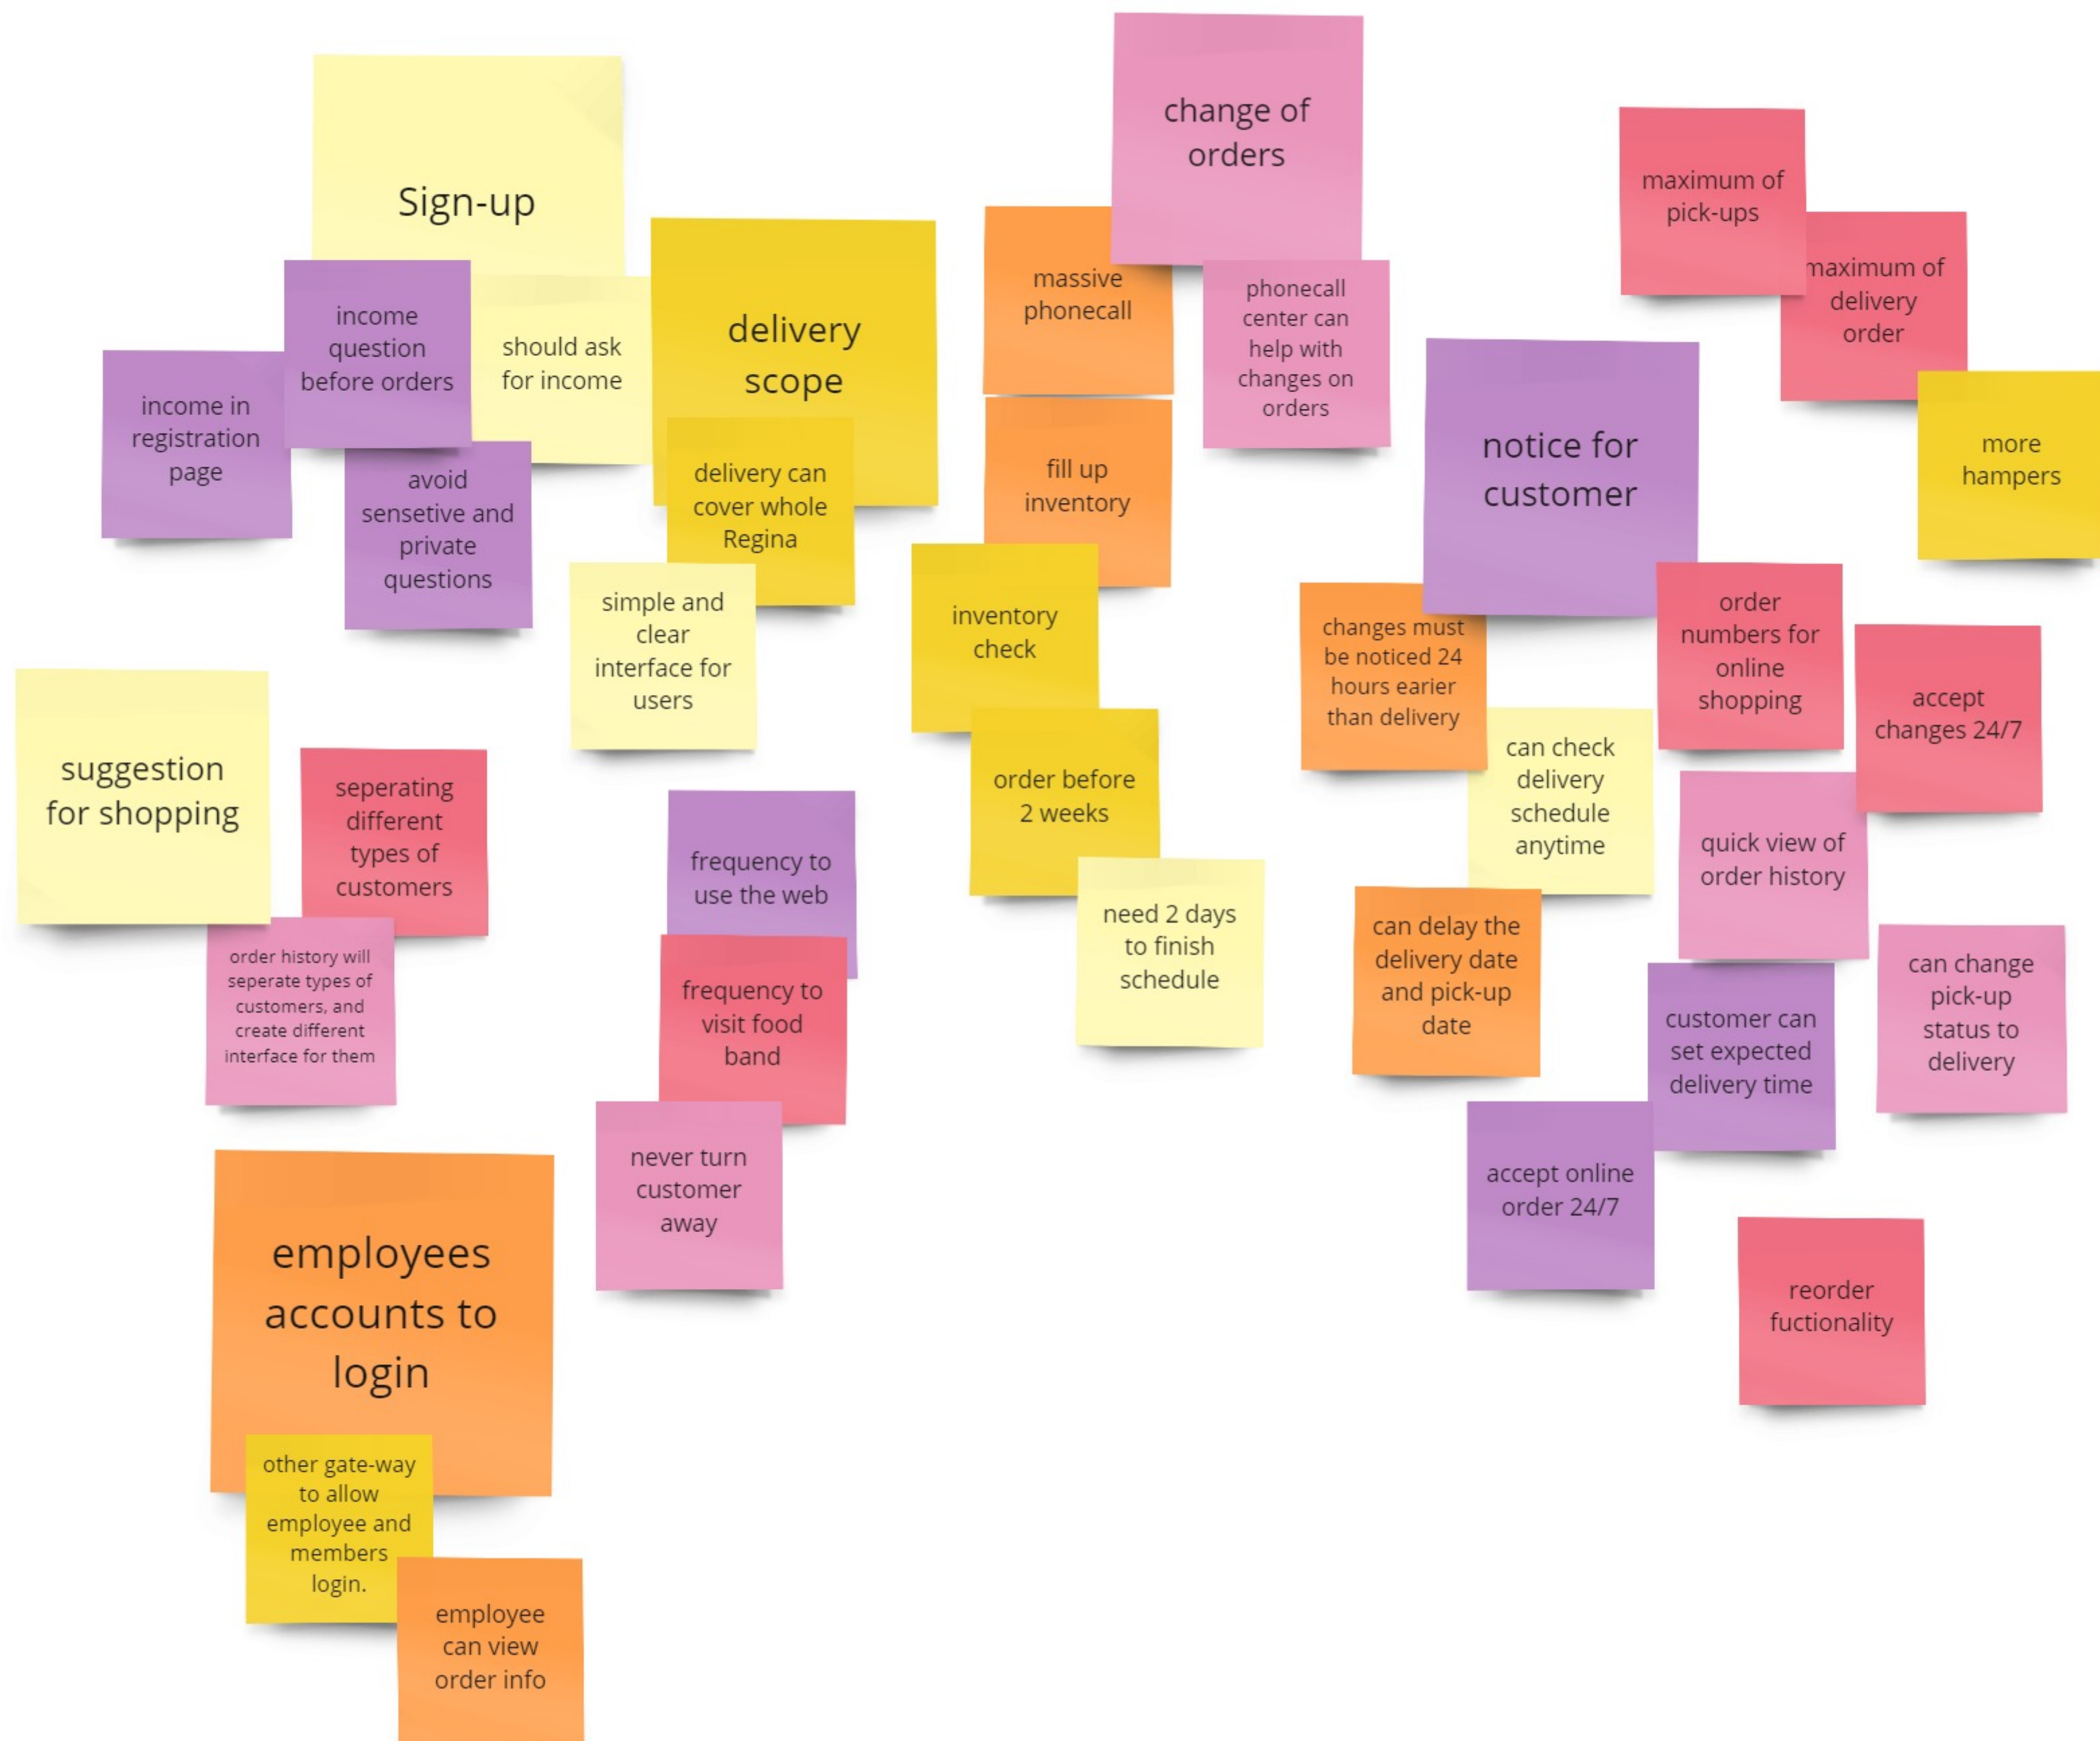 Sign-up
income
question
before orders
should ask
for income
income in
registration
page
avoid
sensetive and
private
questions
delivery
scope
delivery can
cover whole
Regina
simple and
clear
interface for
users
change of
orders
massive
phonecall
phonecall
center can
help with
changes on
orders
fill up
inventory
inventory
check
order before
2 weeks
need 2 days
to finish
schedule
maximum of
pick-ups
maximum of
delivery
order
more
hampers
notice for
customer
changes must
be noticed 24
hours earier
than delivery
order
numbers for
online
shopping
accept
changes 24/7
can check
delivery
schedule
anytime
quick view of
order history
can delay the
delivery date
and pick-up
date
customer can
set expected
delivery time
can change
pick-up
status to
delivery
accept online
order 24/7
reorder
fuctionality
suggestion
for shopping
seperating
different
types of
customers
order history will
seperate types of
customers, and
create different
interface for them
frequency to
use the web
frequency to
visit food
band
never turn
customer
away
employees
accounts to
login
other gate-way
to allow
employee and
members
login.
employee
can view
order info